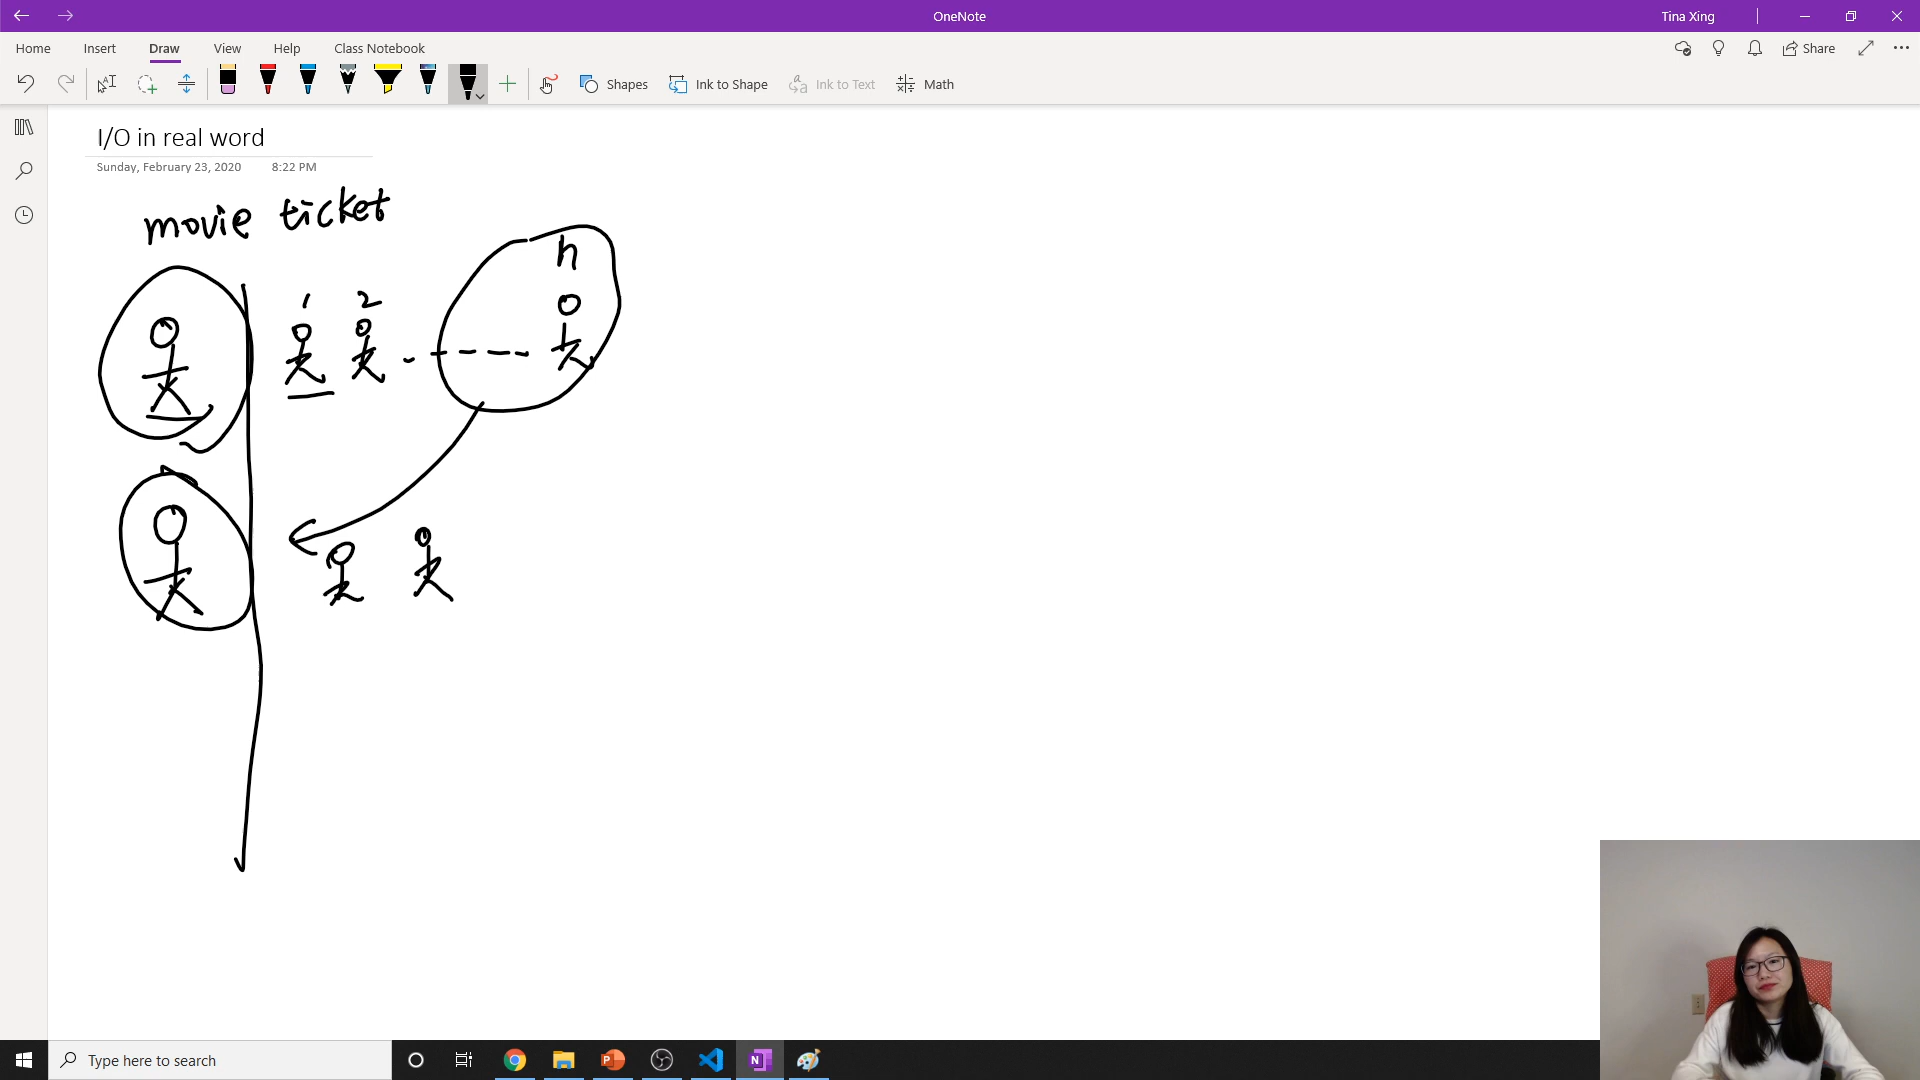 OneNote
Tina Xing
Home Insert Draw View Help Class Notebook
Share
Shapes Ink to Shape Ink to Text Math
I/O in real word
Sunday, February 23, 2020 8:22 PM
movie ticket
h
1 2
Type here to search